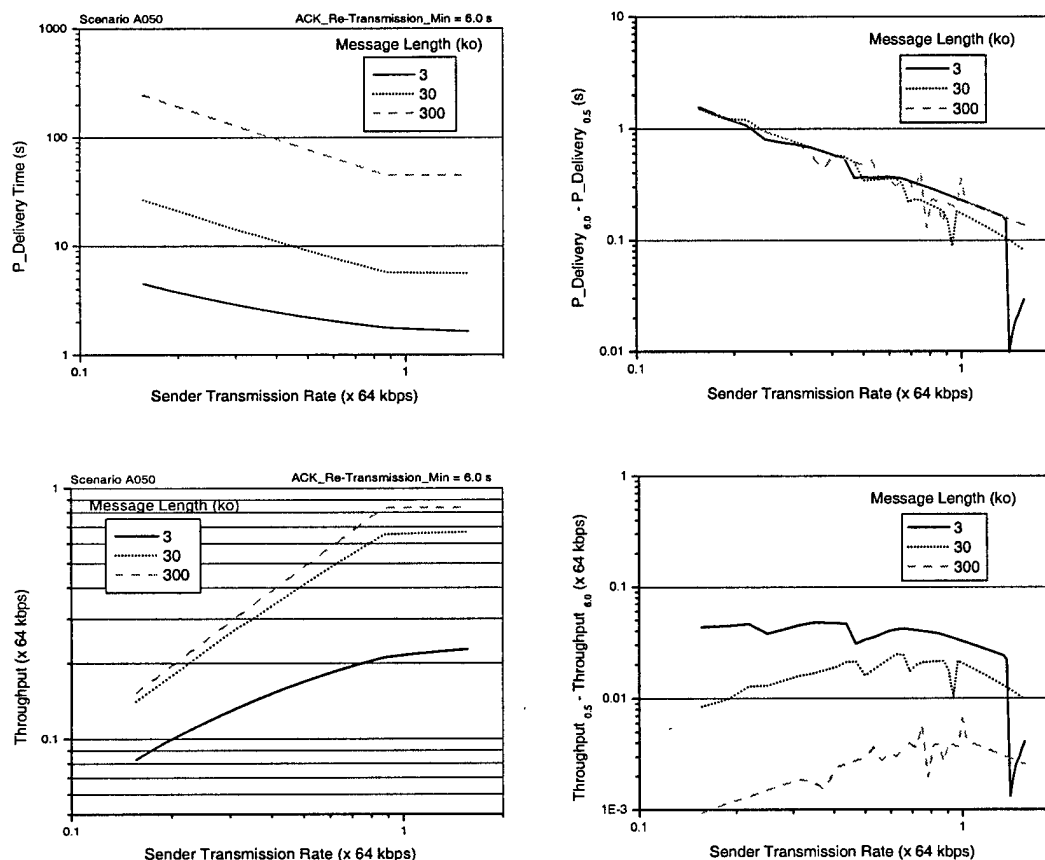 Scenario A050 ACK_Re-Transmission_Min = 6.0 s
1000
100
10
1
P_Delivery Time (s)
Message Length (ko)
3
30
300
0.1 1
Sender Transmission Rate (x 64 kbps)
10
1
0.1
0.01
P_Delivery 6.0 - P_Delivery 0.5 (s)
Message Length (ko)
3
30
300
0.1 1
Sender Transmission Rate (x 64 kbps)
Scenario A050 ACK_Re-Transmission_Min = 6.0 s
1
0.1
Throughput (x 64 kbps)
Message Length (ko)
3
30
300
0.1 1
Sender Transmission Rate (x 64 kbps)
1
0.1
0.01
1E-3
Throughput 0.5 - Throughput 6.0 (x 64 kbps)
Message Length (ko)
3
30
300
0.1 1
Sender Transmission Rate (x 64 kbps)